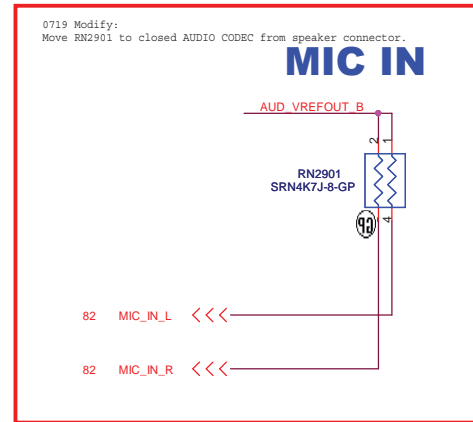 0719 Modify:
Move RN2901 to closed AUDIO CODEC from speaker connector.
MIC IN
AUD_VREFOUT_B
2 1
RN2901
SRN4K7J-8-GP
GP
4
82 MIC_IN_L
82 MIC_IN_R